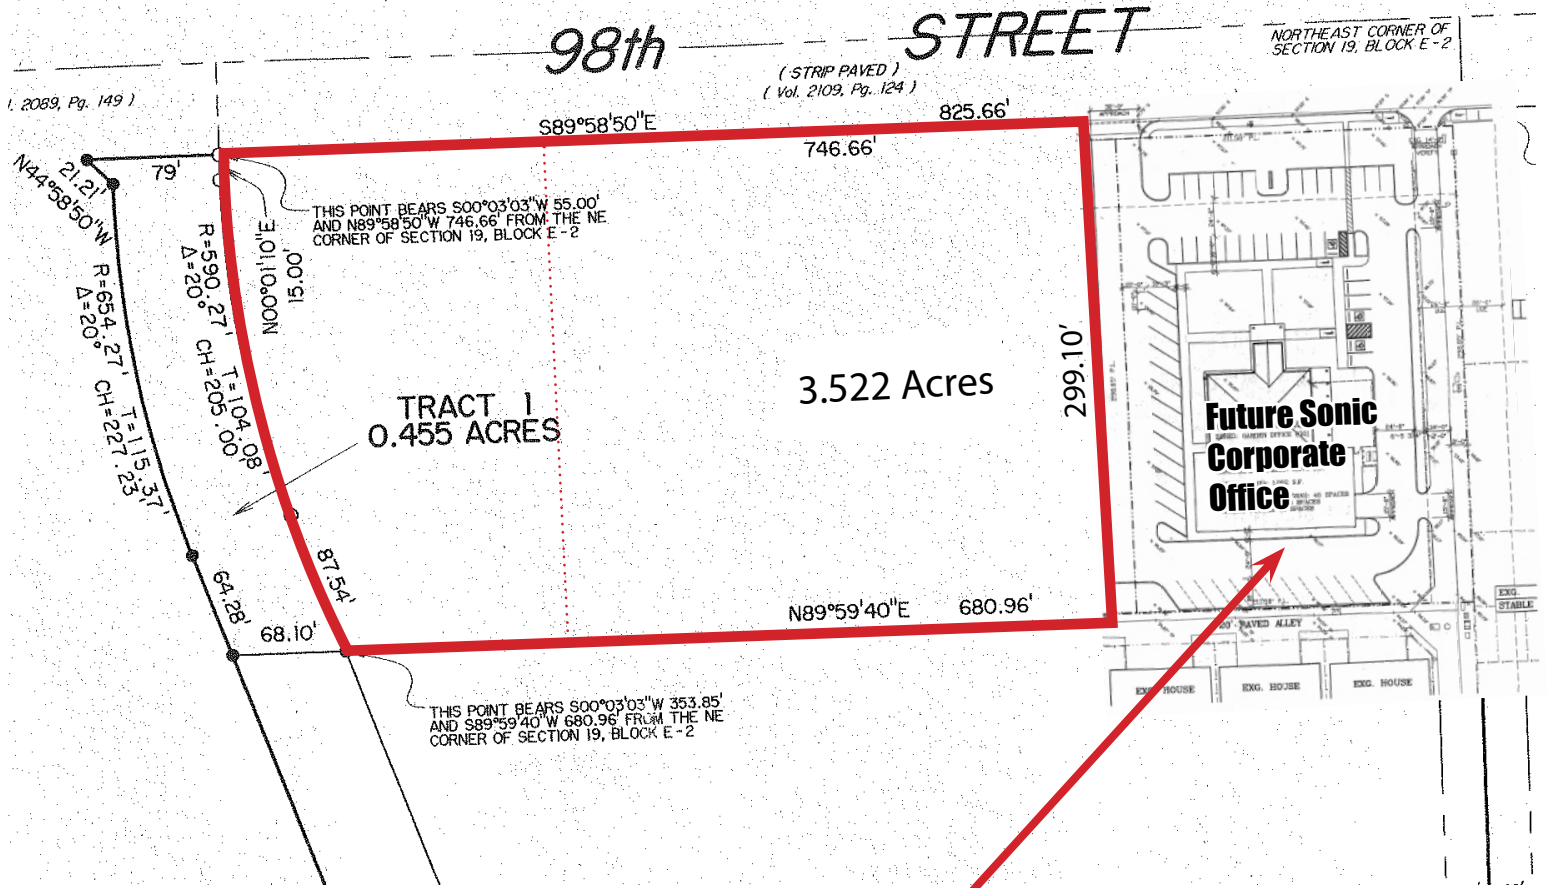 98th STREET
NORTHEAST CORNER OF
SECTION 19, BLOCK E-2
( STRIP PAVED )
( Vol. 2109, Pg. 124 )
. 2089, Pg. 149 )
S89°58'50"E
825.66'
746.66'
79'
21.21'
N44°58'50"W
THIS POINT BEARS S00°03'03"W 55.00'
AND N89°58'50"W 746.66' FROM THE NE
CORNER OF SECTION 19, BLOCK E-2
N00°01'10"E
15.00'
R=590.27' T=104.08'
Δ=20° CH=205.00'
R=654.27' T=115.37'
Δ=20° CH=227.23'
TRACT 1
0.455 ACRES
3.522 Acres
299.10'
Future Sonic
Corporate
Office
87.54'
64.28'
68.10'
N89°59'40"E
680.96'
THIS POINT BEARS S00°03'03"W 353.85'
AND S89°59'40"W 680.96' FROM THE NE
CORNER OF SECTION 19, BLOCK E-2
20' PAVED ALLEY
EXG. HOUSE
EXG. HOUSE
EXG. HOUSE
EXG.
STABLE